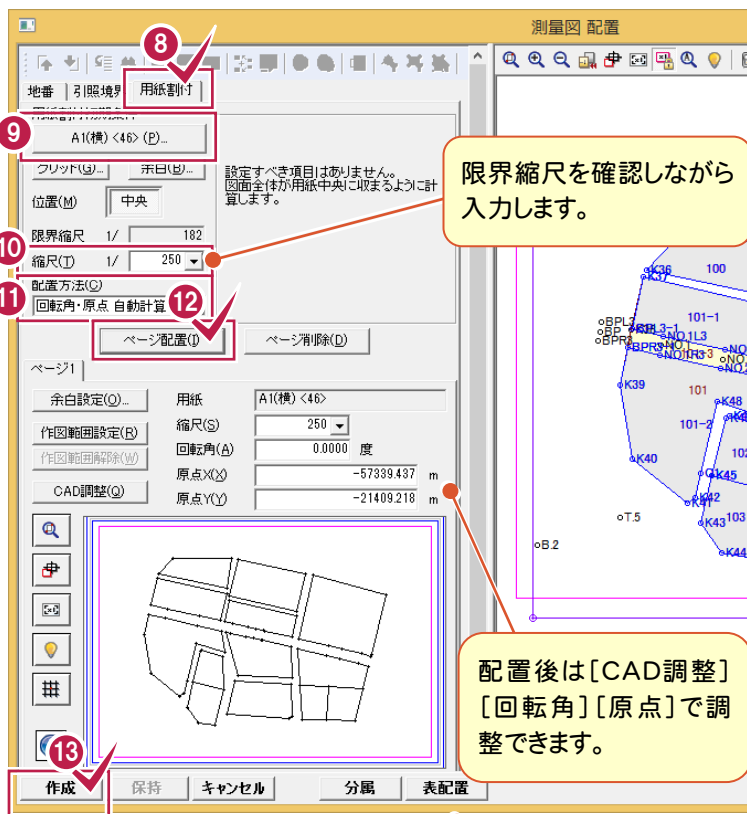 測量図 配置
8
地番
引照境界
用紙割付
9
A1(横)<46>(P)...
グリッド(G)...
余白(B)...
設定すべき項目はありません。
図面全体が用紙中央に収まるように計
算します。
位置(M)
中央
限界縮尺 1/ 182
10
縮尺(T) 1/ 250
11
配置方法(C)
回転角・原点 自動計算
12
ページ配置(I)
ページ削除(D)
限界縮尺を確認しながら
入力します。
ページ1
余白設定(O)...
用紙 A1(横)<46>
作図範囲設定(R)
縮尺(S) 250
作図範囲解除(W)
回転角(A) 0.0000 度
原点X(X) -57339.437 m
CAD調整(Q)
原点Y(Y) -21409.218 m
K36
K37
100
BPL3
101-1
BP
BPR3
K39
101
K48
101-2
K40
K45
K42
K41
K43
103
T.5
B.2
K44
配置後は[CAD調整]
[回転角][原点]で調
整できます。
13
作成
保持
キャンセル
分属
表配置